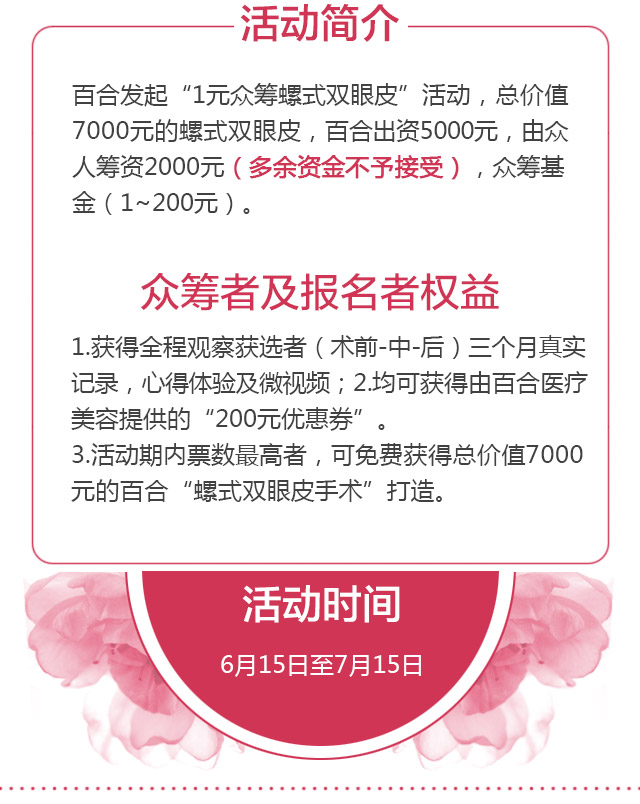 活动简介
百合发起“1元众筹螺式双眼皮”活动，总价值
7000元的螺式双眼皮，百合出资5000元，由众
人筹资2000元（多余资金不予接受），众筹基
金（1~200元）。
众筹者及报名者权益
1.获得全程观察获选者（术前-中-后）三个月真实
记录，心得体验及微视频；2.均可获得由百合医疗
美容提供的“200元优惠券”。
3.活动期内票数最高者，可免费获得总价值7000
元的百合“螺式双眼皮手术”打造。
活动时间
6月15日至7月15日